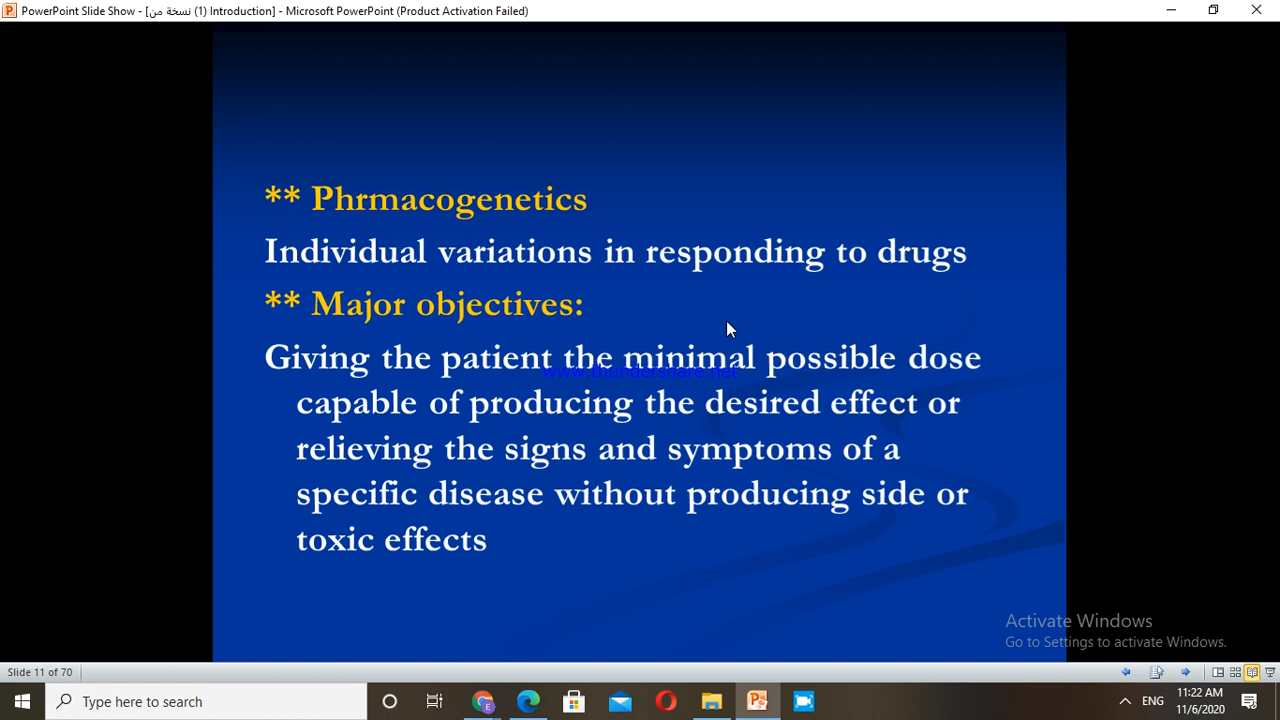 PowerPoint Slide Show - [نسخة من (1) Introduction] - Microsoft PowerPoint (Product Activation Failed)
** Phrmacogenetics
Individual variations in responding to drugs
** Major objectives:
Giving the patient the minimal possible dose
www.thundershare.net
capable of producing the desired effect or
relieving the signs and symptoms of a
specific disease without producing side or
toxic effects
Activate Windows
Go to Settings to activate Windows.
Slide 11 of 70
Type here to search
ENG
11:22 AM
11/6/2020